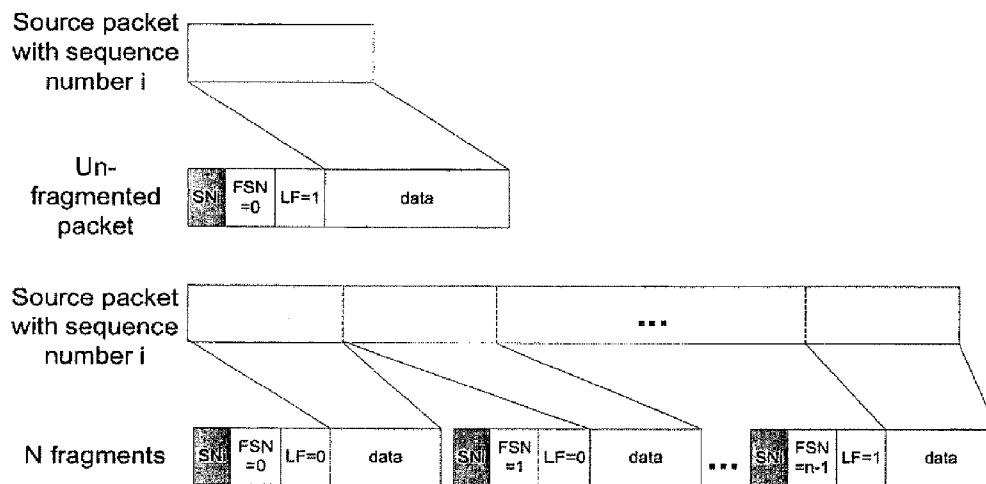 Source packet
with sequence
number i
Un-
fragmented
packet
SNi
FSN
=0
LF=1
data
Source packet
with sequence
number i
...
N fragments
SNi
FSN
=0
LF=0
data
SNi
FSN
=1
LF=0
data
...
SNi
FSN
=n-1
LF=1
data